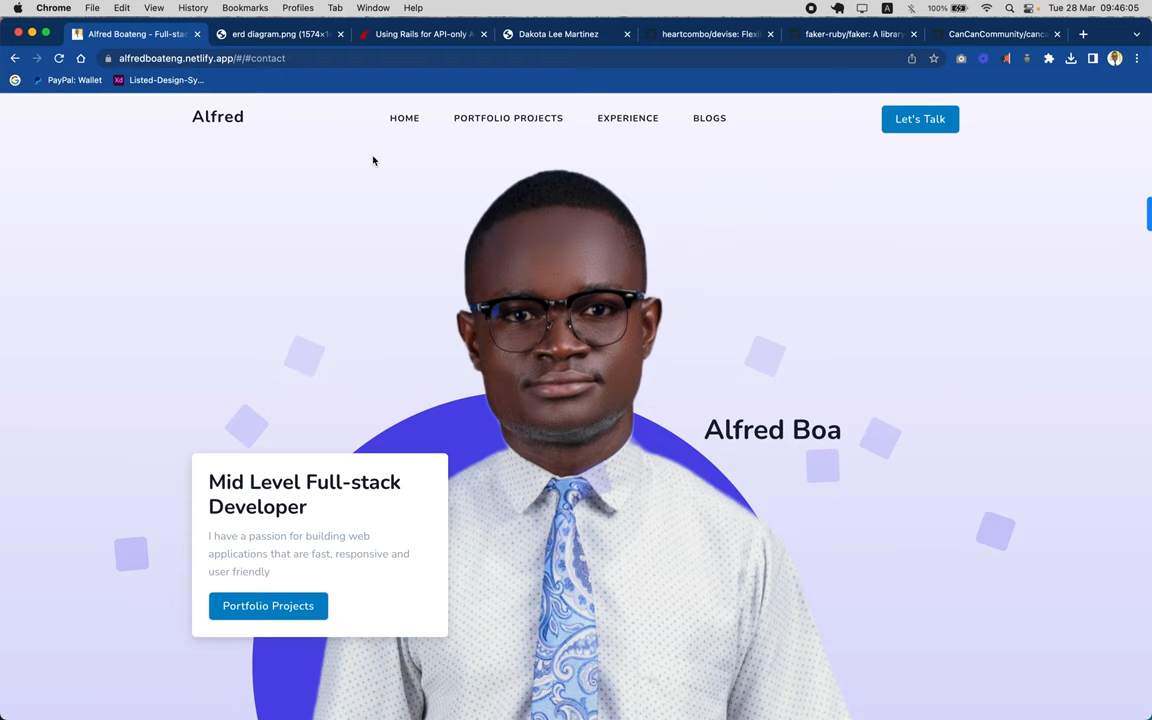 Chrome File Edit View History Bookmarks Profiles Tab Window Help A 100% Tue 28 Mar 09:46:05
Alfred Boateng - Full-stac erd diagram.png (1574×1 Using Rails for API-only A Dakota Lee Martinez heartcombo/devise: Flexi faker-ruby/faker: A library CanCanCommunity/canca
alfredboateng.netlify.app/#/#contact
PayPal: Wallet Xd Listed-Design-Sy...
Alfred HOME PORTFOLIO PROJECTS EXPERIENCE BLOGS Let's Talk
Alfred Boa
Mid Level Full-stack
Developer
I have a passion for building web
applications that are fast, responsive and
user friendly
Portfolio Projects